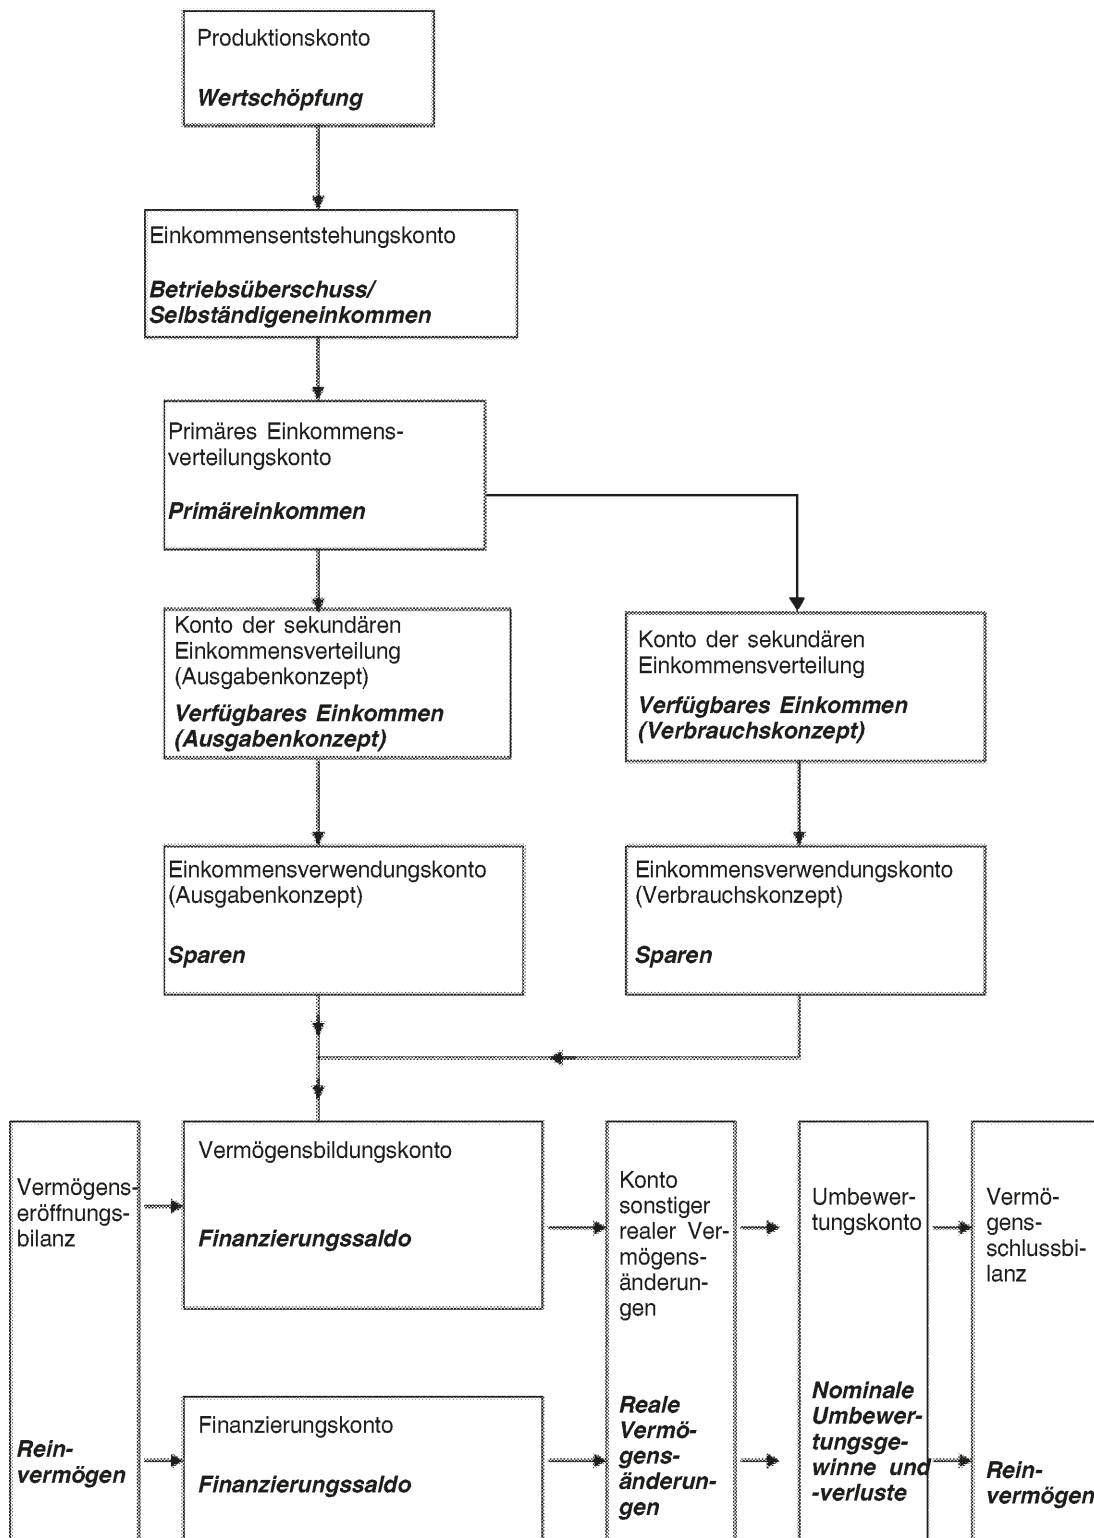 Produktionskonto
Wertschöpfung
Einkommensentstehungskonto
Betriebsüberschuss/
Selbständigeneinkommen
Primäres Einkommens-
verteilungskonto
Primäreinkommen
Konto der sekundären
Einkommensverteilung
(Ausgabenkonzept)
Verfügbares Einkommen
(Ausgabenkonzept)
Konto der sekundären
Einkommensverteilung
Verfügbares Einkommen
(Verbrauchskonzept)
Einkommensverwendungskonto
(Ausgabenkonzept)
Sparen
Einkommensverwendungskonto
(Verbrauchskonzept)
Sparen
Vermögens-
eröffnungs-
bilanz
Rein-
vermögen
Vermögensbildungskonto
Finanzierungssaldo
Finanzierungskonto
Finanzierungssaldo
Konto
sonstiger
realer Ver-
mögens-
änderun-
gen
Reale
Vermö-
gens-
änderun-
gen
Umbewer-
tungskonto
Nominale
Umbewer-
tungsge-
winne und
-verluste
Vermö-
gens-
schlussbi-
lanz
Rein-
vermögen